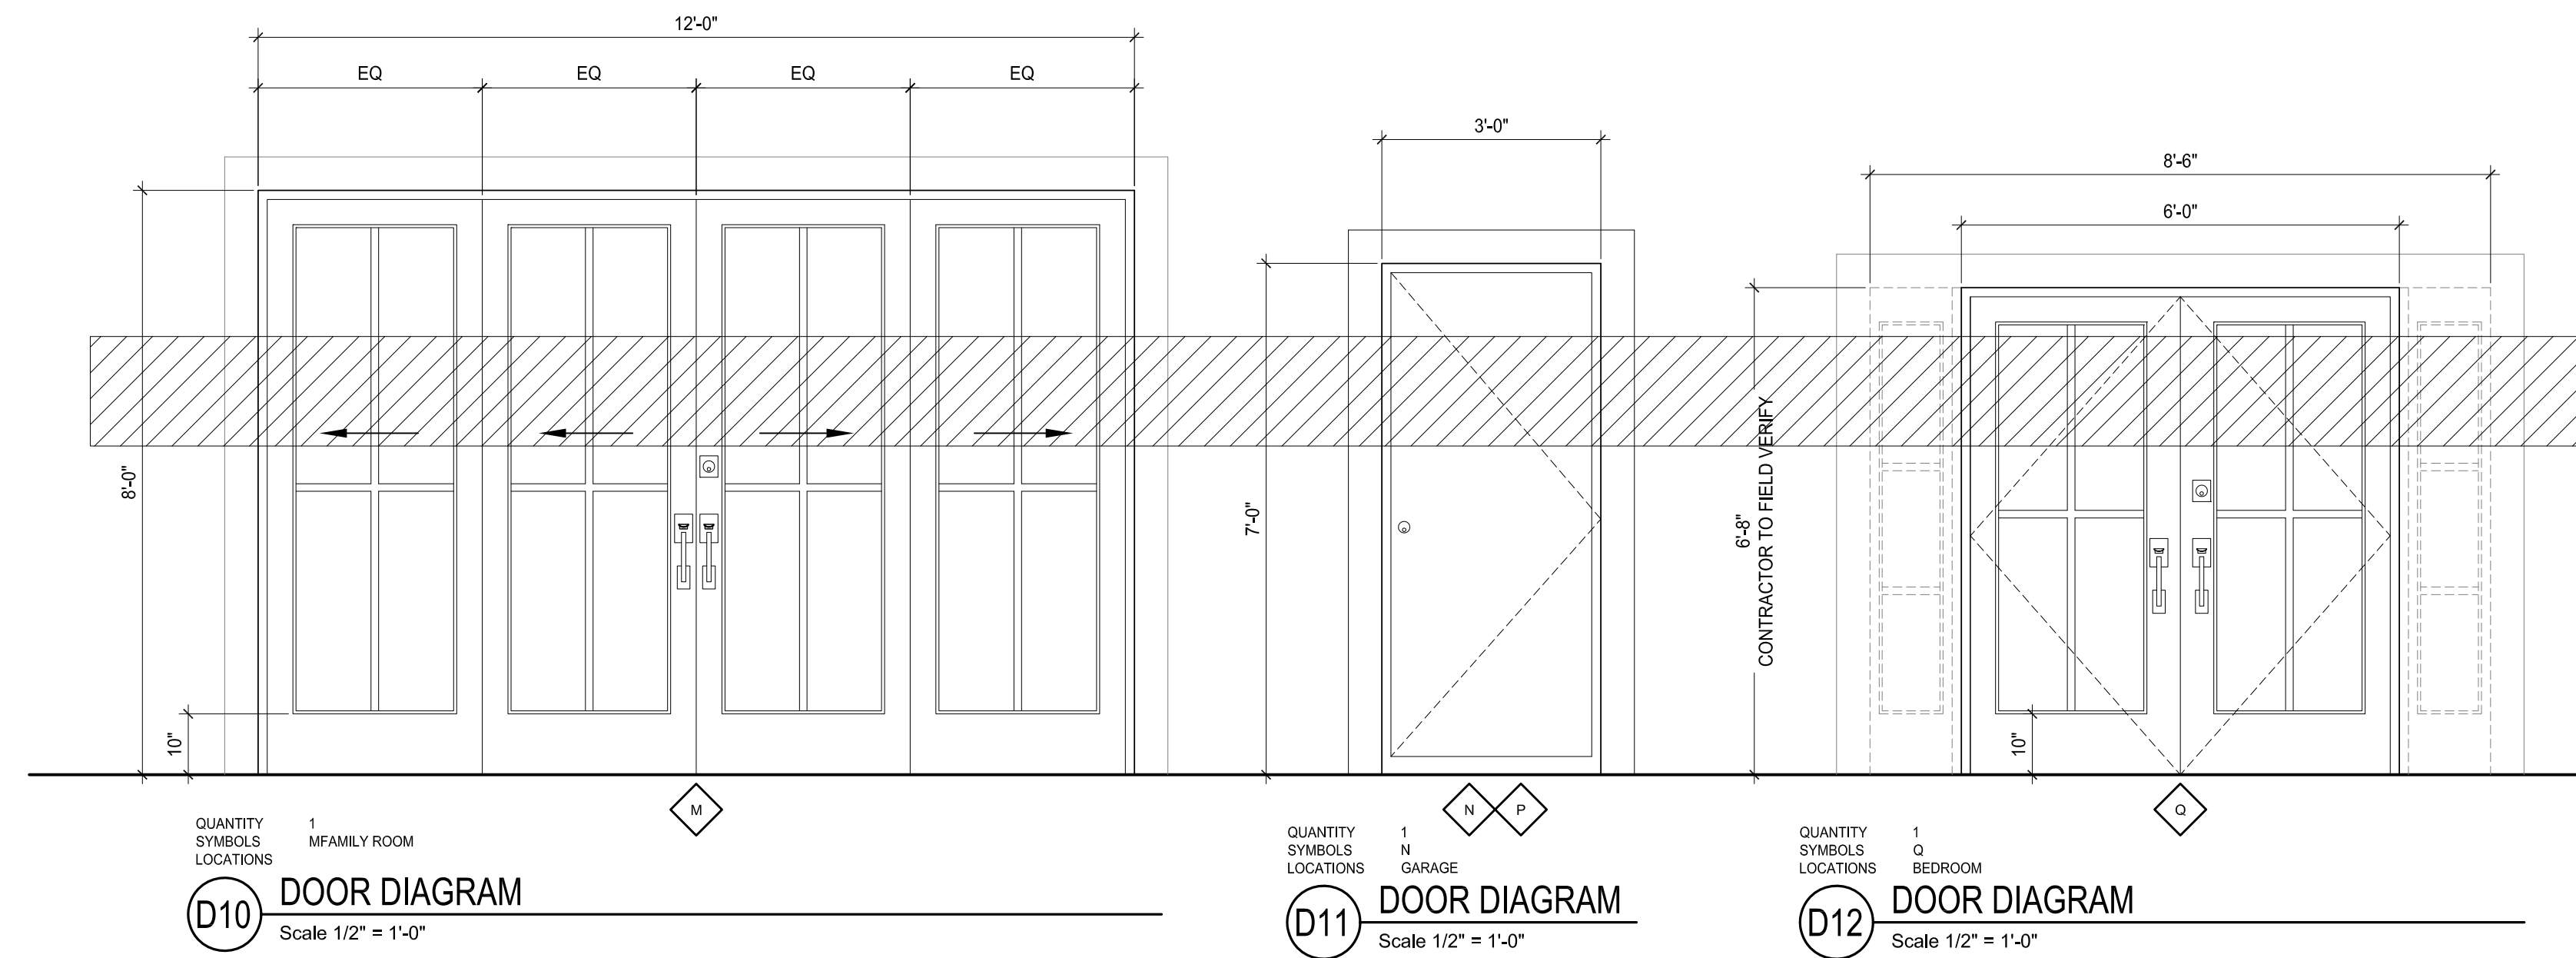 12'-0"
EQ EQ EQ EQ
8'-0"
10"
M
QUANTITY 1
SYMBOLS MFAMILY ROOM
LOCATIONS
D10 DOOR DIAGRAM
Scale 1/2" = 1'-0"
3'-0"
7'-0"
N P
QUANTITY 1
SYMBOLS N
LOCATIONS GARAGE
D11 DOOR DIAGRAM
Scale 1/2" = 1'-0"
8'-6"
6'-0"
6'-8"
CONTRACTOR TO FIELD VERIFY
10"
Q
QUANTITY 1
SYMBOLS Q
LOCATIONS BEDROOM
D12 DOOR DIAGRAM
Scale 1/2" = 1'-0"